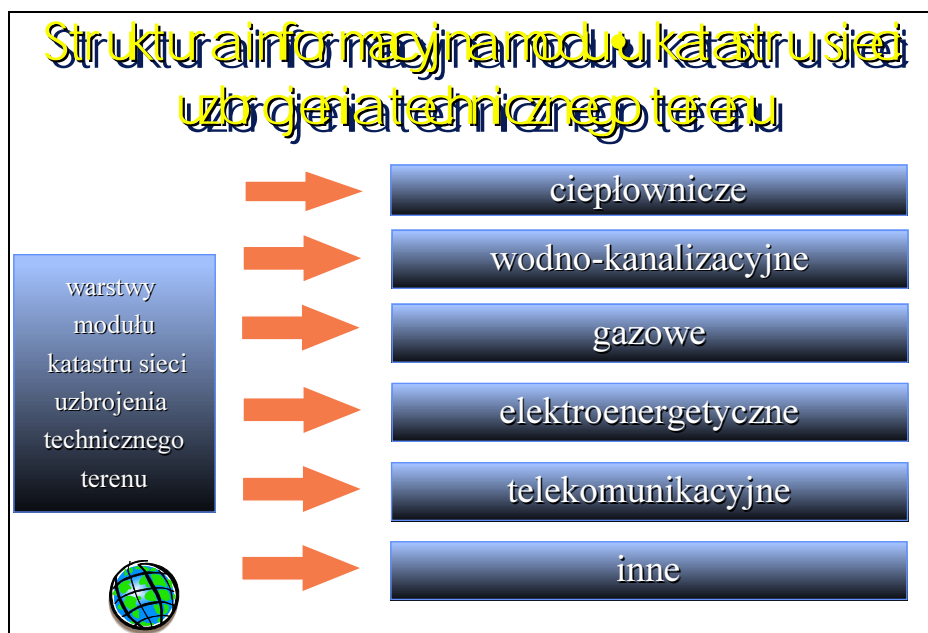 Struktura informacyjna modu•u katastru sieci
uzbrojenia technicznego terenu
ciepłownicze
wodno-kanalizacyjne
gazowe
elektroenergetyczne
telekomunikacyjne
inne
warstwy
modułu
katastru sieci
uzbrojenia
technicznego
terenu